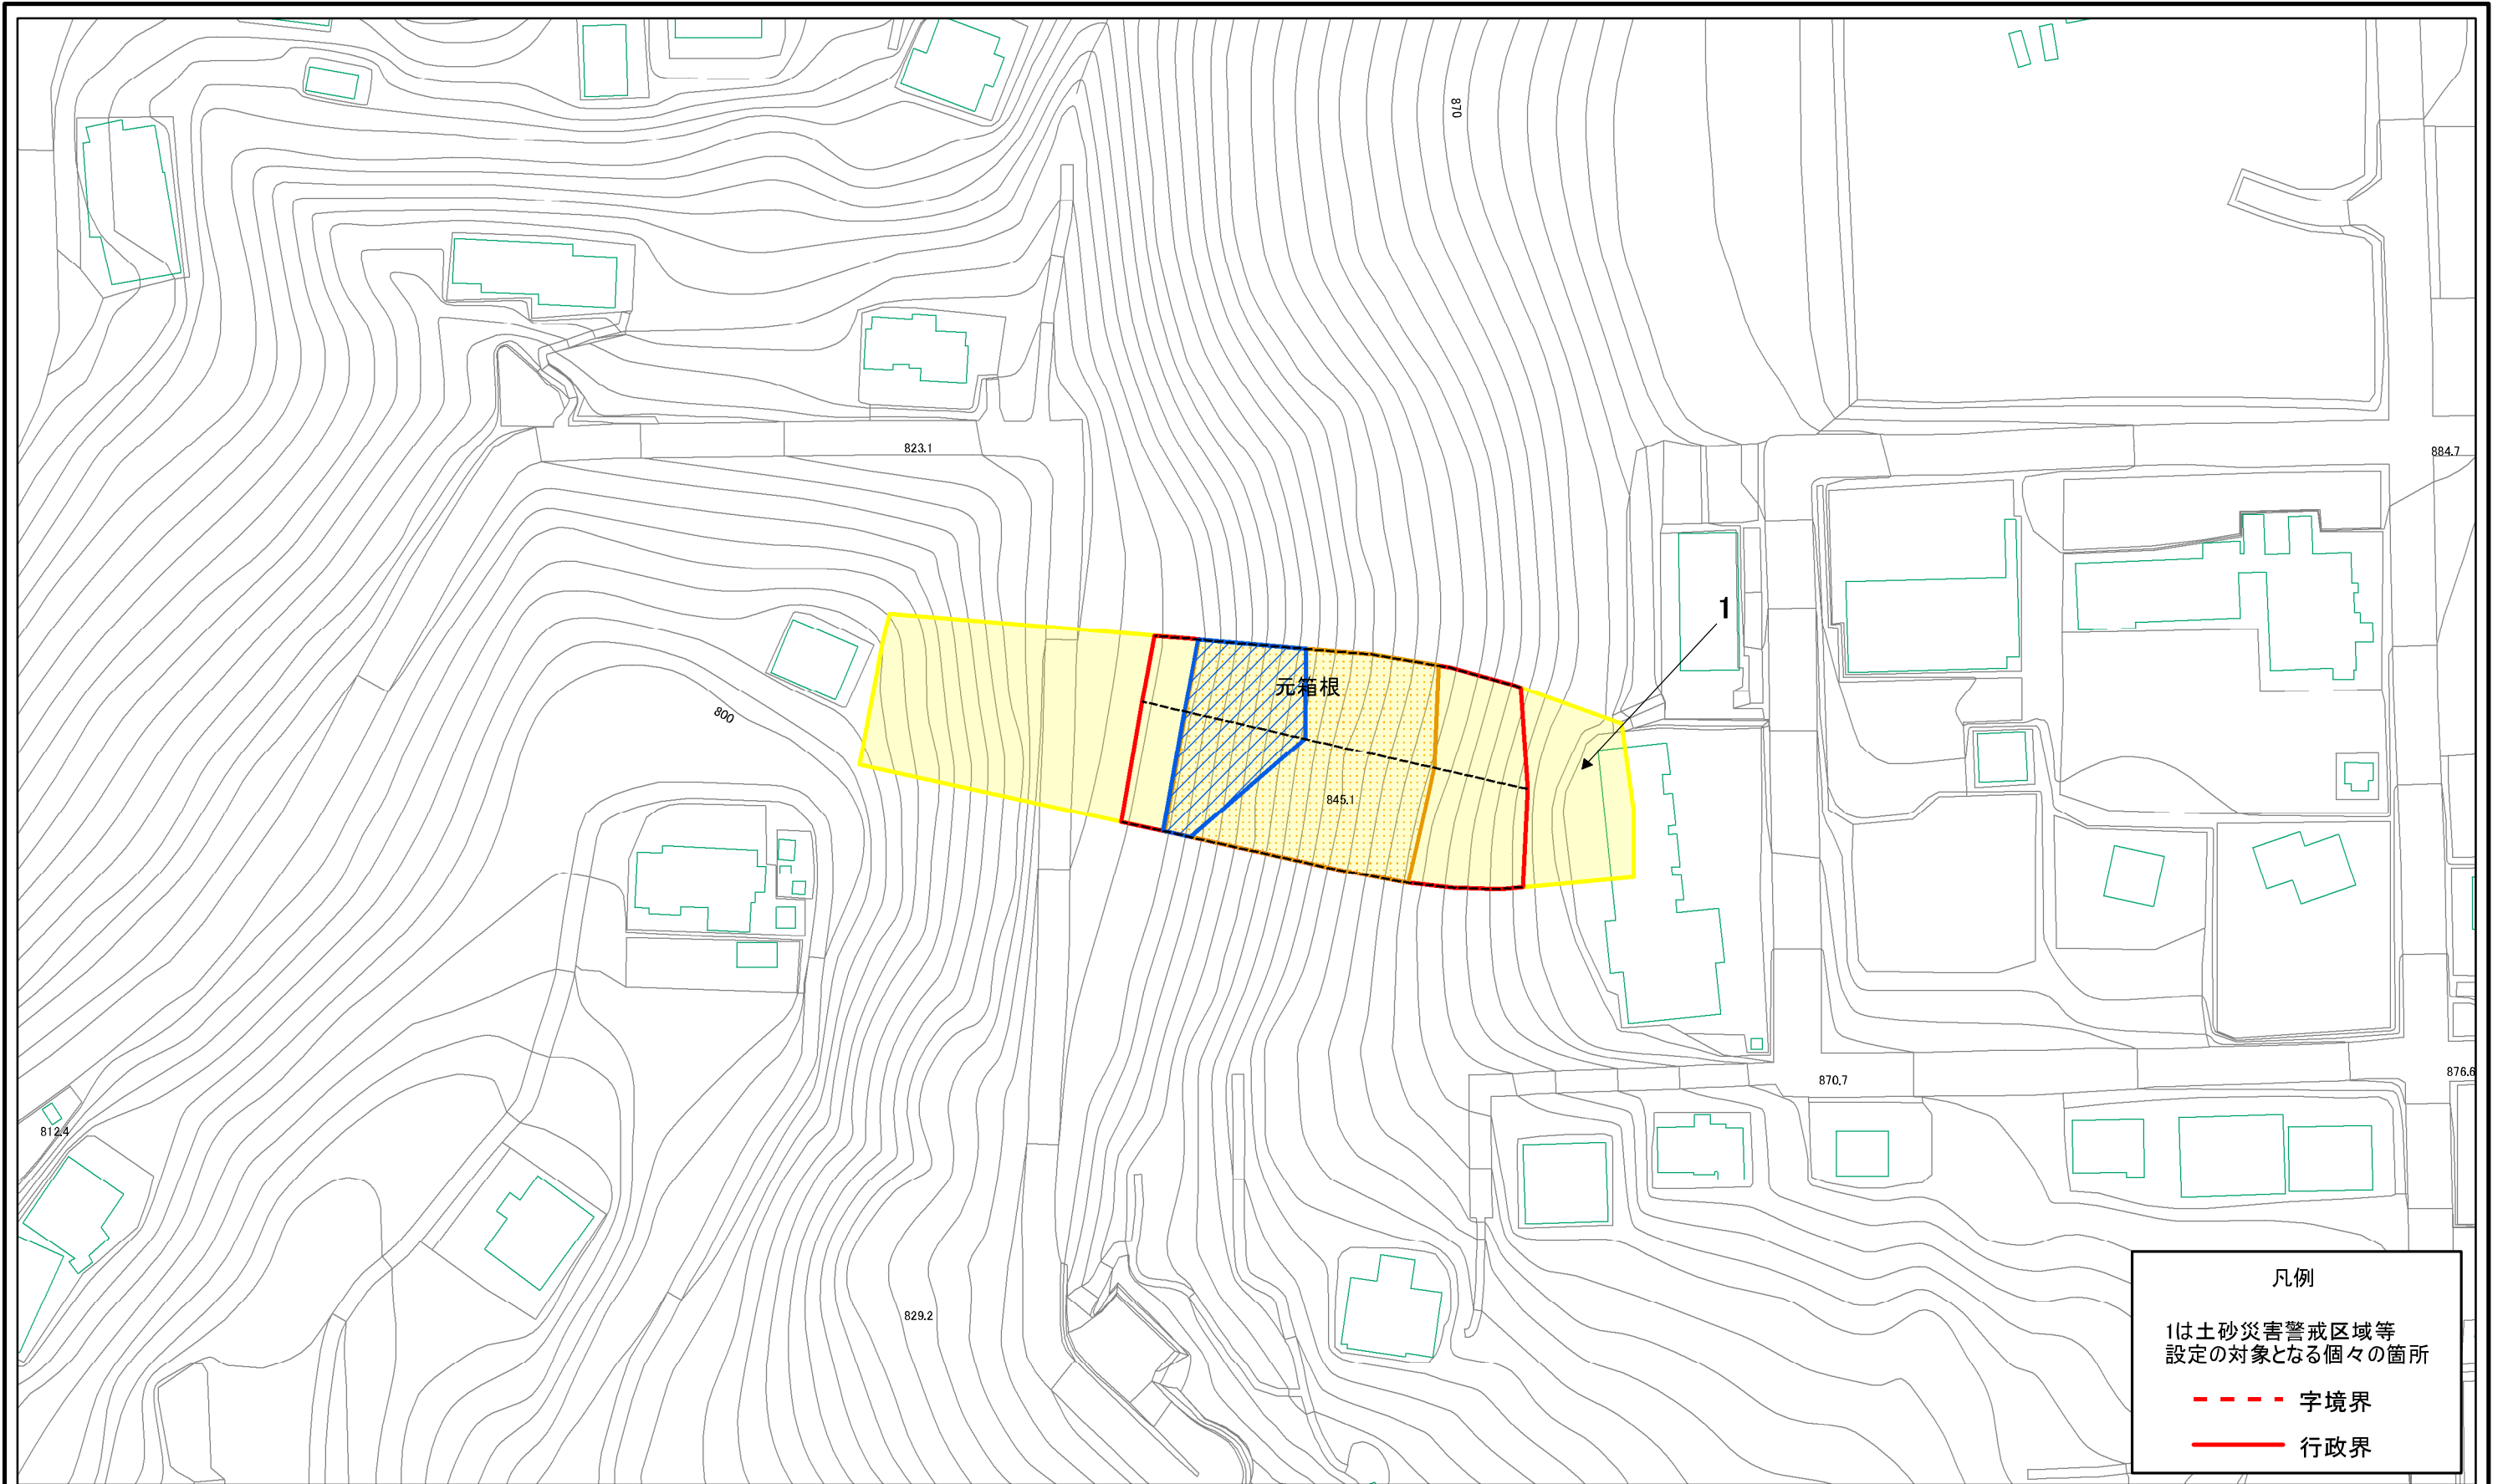 870
823.1
884.7
1
元箱根
800
845.1
870.7
876.6
812.4
829.2
凡例
1は土砂災害警戒区域等
設定の対象となる個々の箇所
字境界
行政界